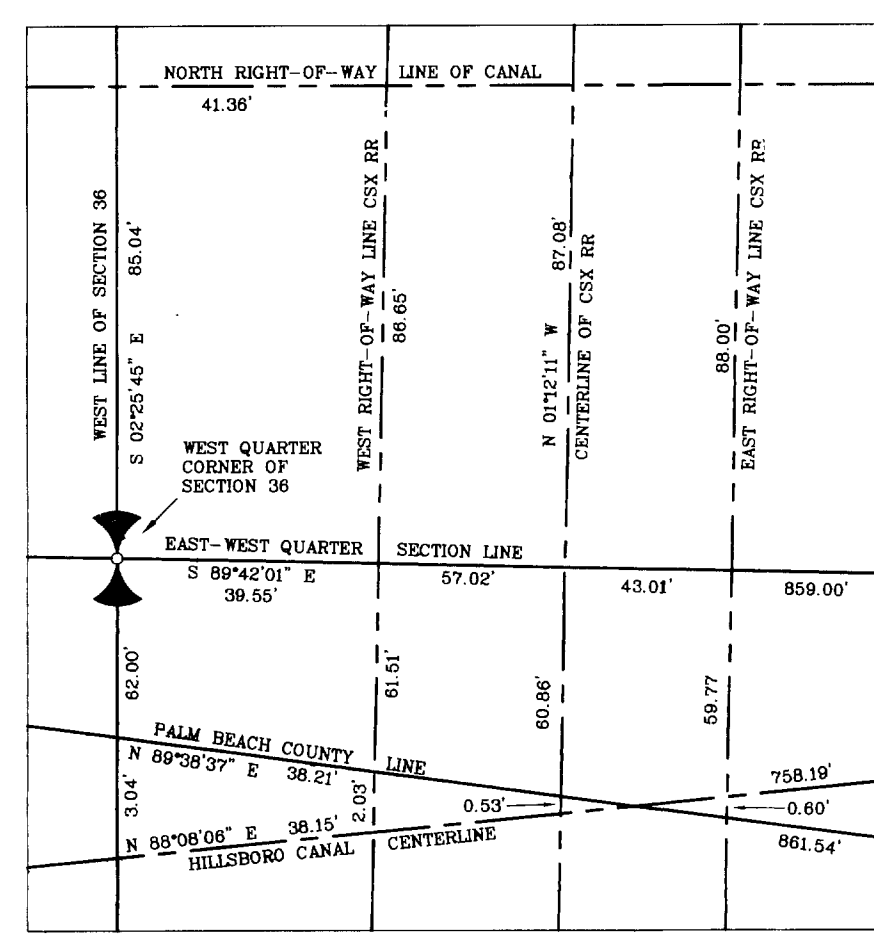 NORTH RIGHT-OF-WAY LINE OF CANAL
41.36'
WEST LINE OF SECTION 36
S 02°25'45" E 85.04'
WEST RIGHT-OF-WAY LINE CSX RR
86.65'
N 01°12'11" W 87.08'
CENTERLINE OF CSX RR
88.00'
EAST RIGHT-OF-WAY LINE CSX RR
WEST QUARTER
CORNER OF
SECTION 36
EAST-WEST QUARTER SECTION LINE
S 89°42'01" E
39.55'
57.02'
43.01'
859.00'
62.00'
61.51'
60.86'
59.77
PALM BEACH COUNTY LINE
N 89°38'37" E 38.21'
3.04'
2.03'
0.53'
758.19'
0.60'
N 88°08'06" E 38.15'
HILLSBORO CANAL CENTERLINE
861.54'